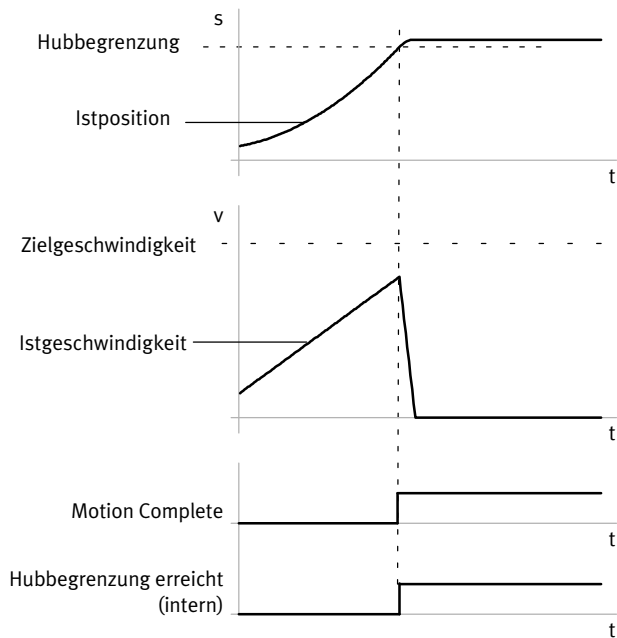 s
Hubbegrenzung
Istposition
t
v
Zielgeschwindigkeit
Istgeschwindigkeit
t
Motion Complete
t
Hubbegrenzung erreicht
(intern)
t